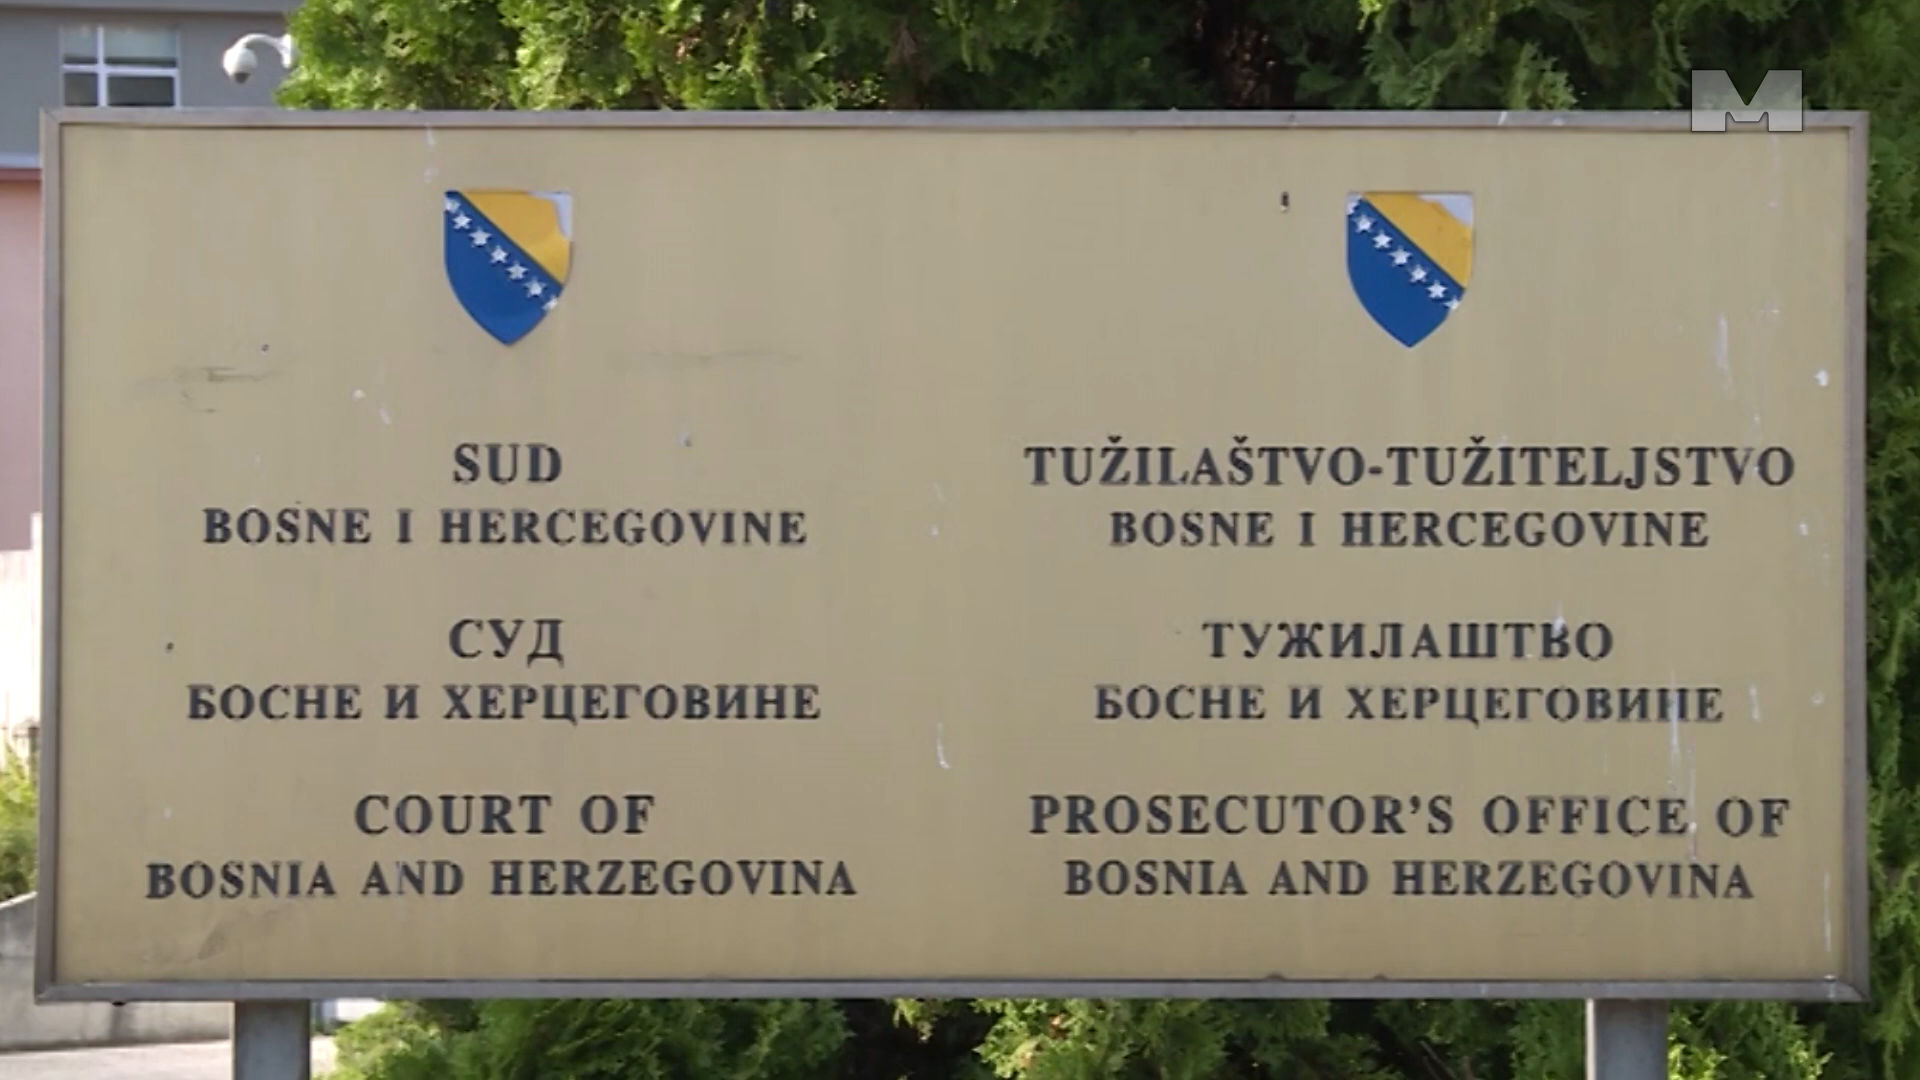 M
SUD
BOSNE I HERCEGOVINE
СУД
БОСНЕ И ХЕРЦЕГОВИНЕ
COURT OF
BOSNIA AND HERZEGOVINA
TUŽILAŠTVO-TUŽITELJSTVO
BOSNE I HERCEGOVINE
ТУЖИЛАШТВО
БОСНЕ И ХЕРЦЕГОВИНЕ
PROSECUTOR’S OFFICE OF
BOSNIA AND HERZEGOVINA